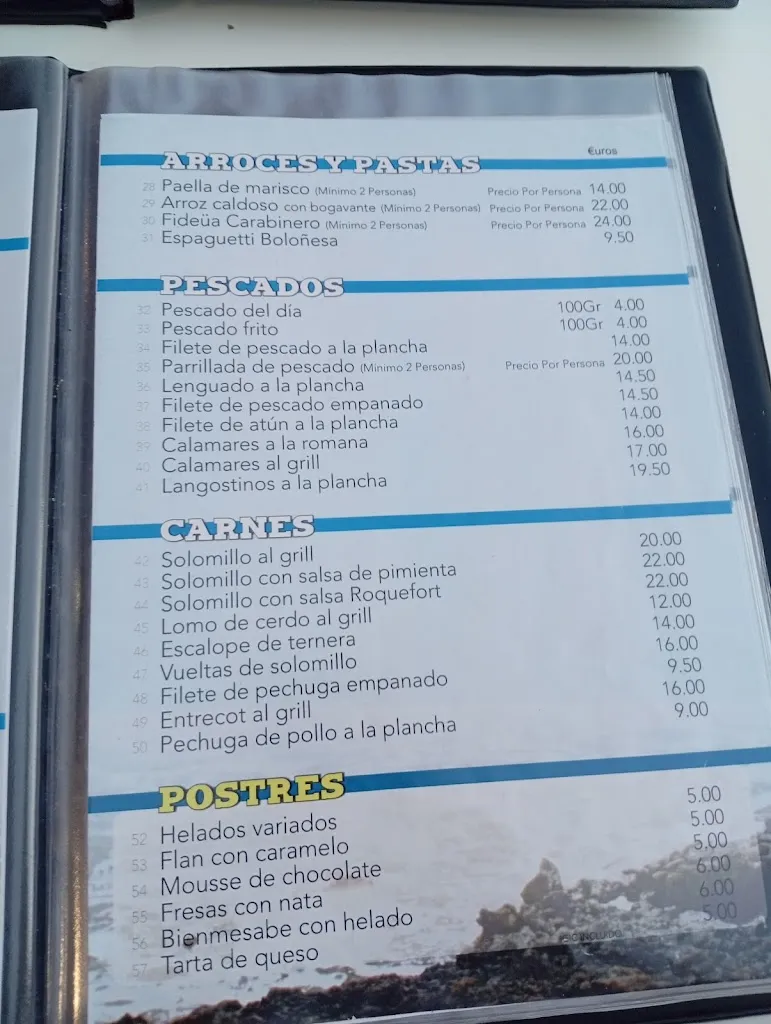 €uros
ARROCES Y PASTAS
28 Paella de marisco (Mínimo 2 Personas) Precio Por Persona 14.00
29 Arroz caldoso con bogavante (Mínimo 2 Personas) Precio Por Persona 22.00
30 Fideüa Carabinero (Mínimo 2 Personas) Precio Por Persona 24.00
31 Espaguetti Boloñesa 9.50
PESCADOS
32 Pescado del día 100Gr 4.00
33 Pescado frito 100Gr 4.00
34 Filete de pescado a la plancha 14.00
35 Parrillada de pescado (Mínimo 2 Personas) Precio Por Persona 20.00
36 Lenguado a la plancha 14.50
37 Filete de pescado empanado 14.50
38 Filete de atún a la plancha 14.00
39 Calamares a la romana 16.00
40 Calamares al grill 17.00
41 Langostinos a la plancha 19.50
CARNES
42 Solomillo al grill 20.00
43 Solomillo con salsa de pimienta 22.00
44 Solomillo con salsa Roquefort 22.00
45 Lomo de cerdo al grill 12.00
46 Escalope de ternera 14.00
47 Vueltas de solomillo 16.00
48 Filete de pechuga empanado 9.50
49 Entrecot al grill 16.00
50 Pechuga de pollo a la plancha 9.00
POSTRES
52 Helados variados 5.00
53 Flan con caramelo 5.00
54 Mousse de chocolate 5.00
55 Fresas con nata 6.00
56 Bienmesabe con helado 6.00
57 Tarta de queso 5.00
IGIC INCLUIDO